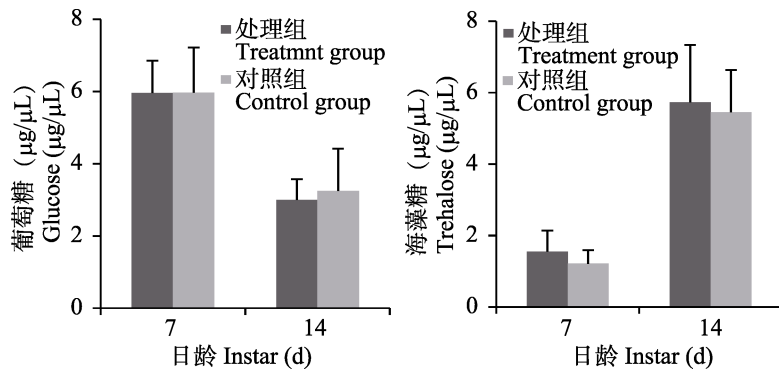 8
6
4
2
0
葡萄糖（μg/μL）
Glucose (μg/μL)
处理组
Treatmnt group
对照组
Control group
7
14
日龄 Instar (d)
8
6
4
2
0
海藻糖（μg/μL）
Trehalose (μg/μL)
处理组
Treatment group
对照组
Control group
7
14
日龄 Instar (d)